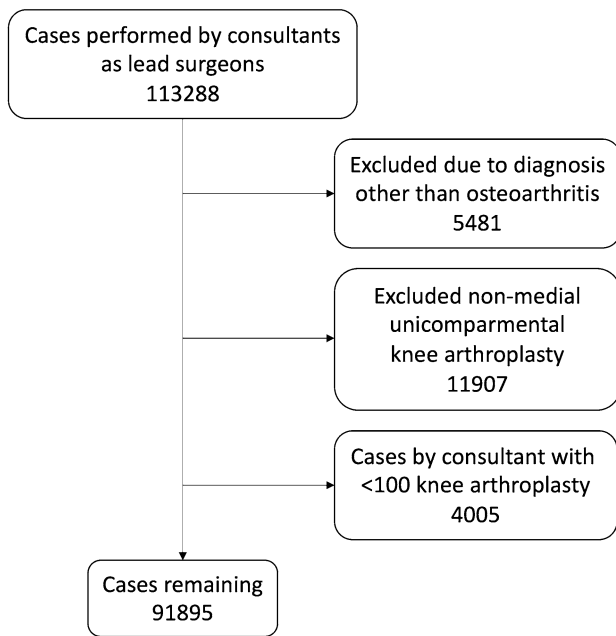 Cases performed by consultants
as lead surgeons
113288
Excluded due to diagnosis
other than osteoarthritis
5481
Excluded non-medial
unicomparmental
knee arthroplasty
11907
Cases by consultant with
<100 knee arthroplasty
4005
Cases remaining
91895